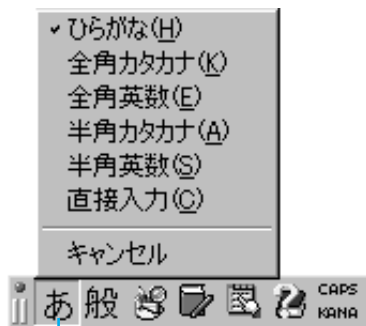 ひらがな(H)
全角カタカナ(K)
全角英数(E)
半角カタカナ(A)
半角英数(S)
直接入力(C)
キャンセル
あ 般 CAPS
KANA